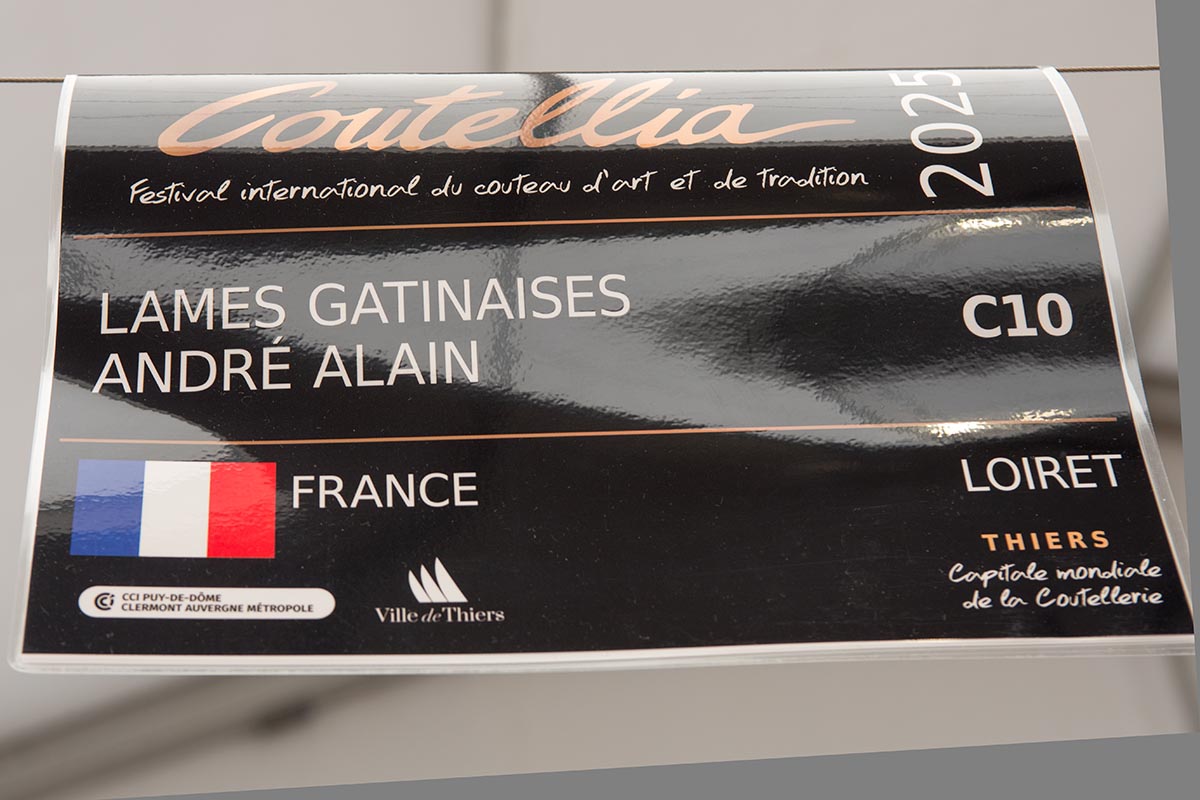 Coutellia
2025
Festival international du couteau d'art et de tradition
LAMES GATINAISES
ANDRÉ ALAIN
C10
FRANCE
LOIRET
THIERS
Capitale mondiale
de la Coutellerie
CCI PUY-DE-DÔME
CLERMONT AUVERGNE MÉTROPOLE
Ville de Thiers